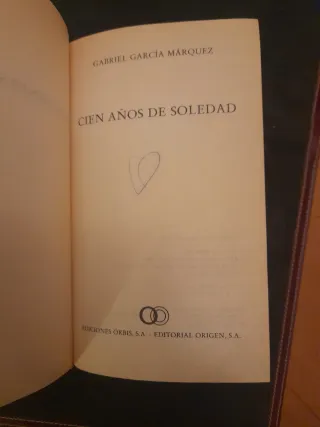 GABRIEL GARCÍA MÁRQUEZ
CIEN AÑOS DE SOLEDAD
EDICIONES ORBIS, S.A. - EDITORIAL ORIGEN, S.A.